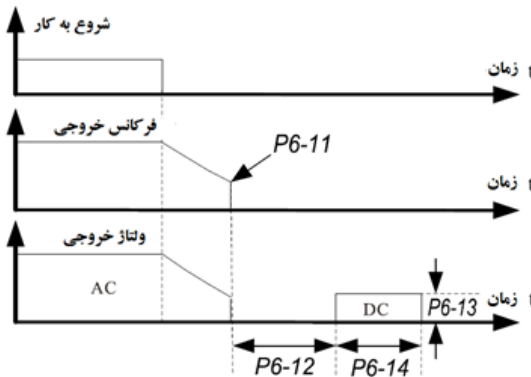 شروع به کار
زمان t
فرکانس خروجی
P6-11
زمان t
ولتاژ خروجی
AC
DC
زمان t
P6-13
P6-12
P6-14